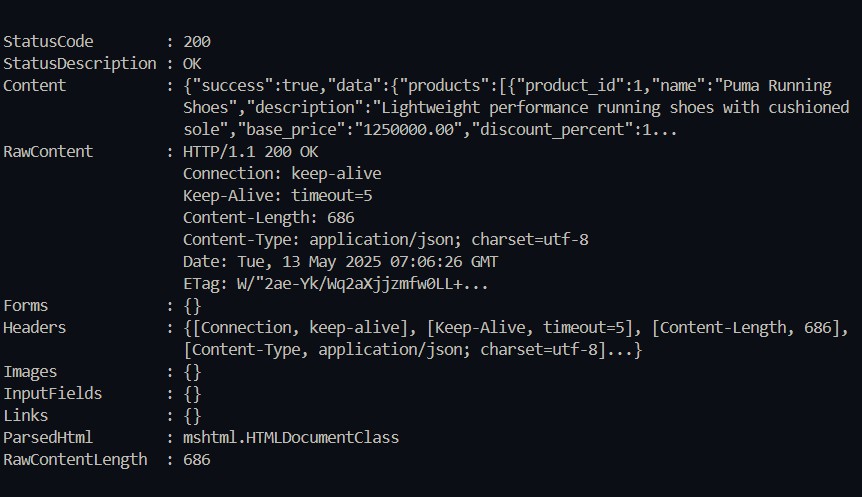 StatusCode        : 200
StatusDescription : OK
Content           : {"success":true,"data":{"products":[{"product_id":1,"name":"Puma Running
                    Shoes","description":"Lightweight performance running shoes with cushioned
                    sole","base_price":"1250000.00","discount_percent":1...
RawContent        : HTTP/1.1 200 OK
                    Connection: keep-alive
                    Keep-Alive: timeout=5
                    Content-Length: 686
                    Content-Type: application/json; charset=utf-8
                    Date: Tue, 13 May 2025 07:06:26 GMT
                    ETag: W/"2ae-Yk/Wq2aXjjzmfw0LL+...
Forms             : {}
Headers           : {[Connection, keep-alive], [Keep-Alive, timeout=5], [Content-Length, 686],
                    [Content-Type, application/json; charset=utf-8]...}
Images            : {}
InputFields       : {}
Links             : {}
ParsedHtml        : mshtml.HTMLDocumentClass
RawContentLength  : 686